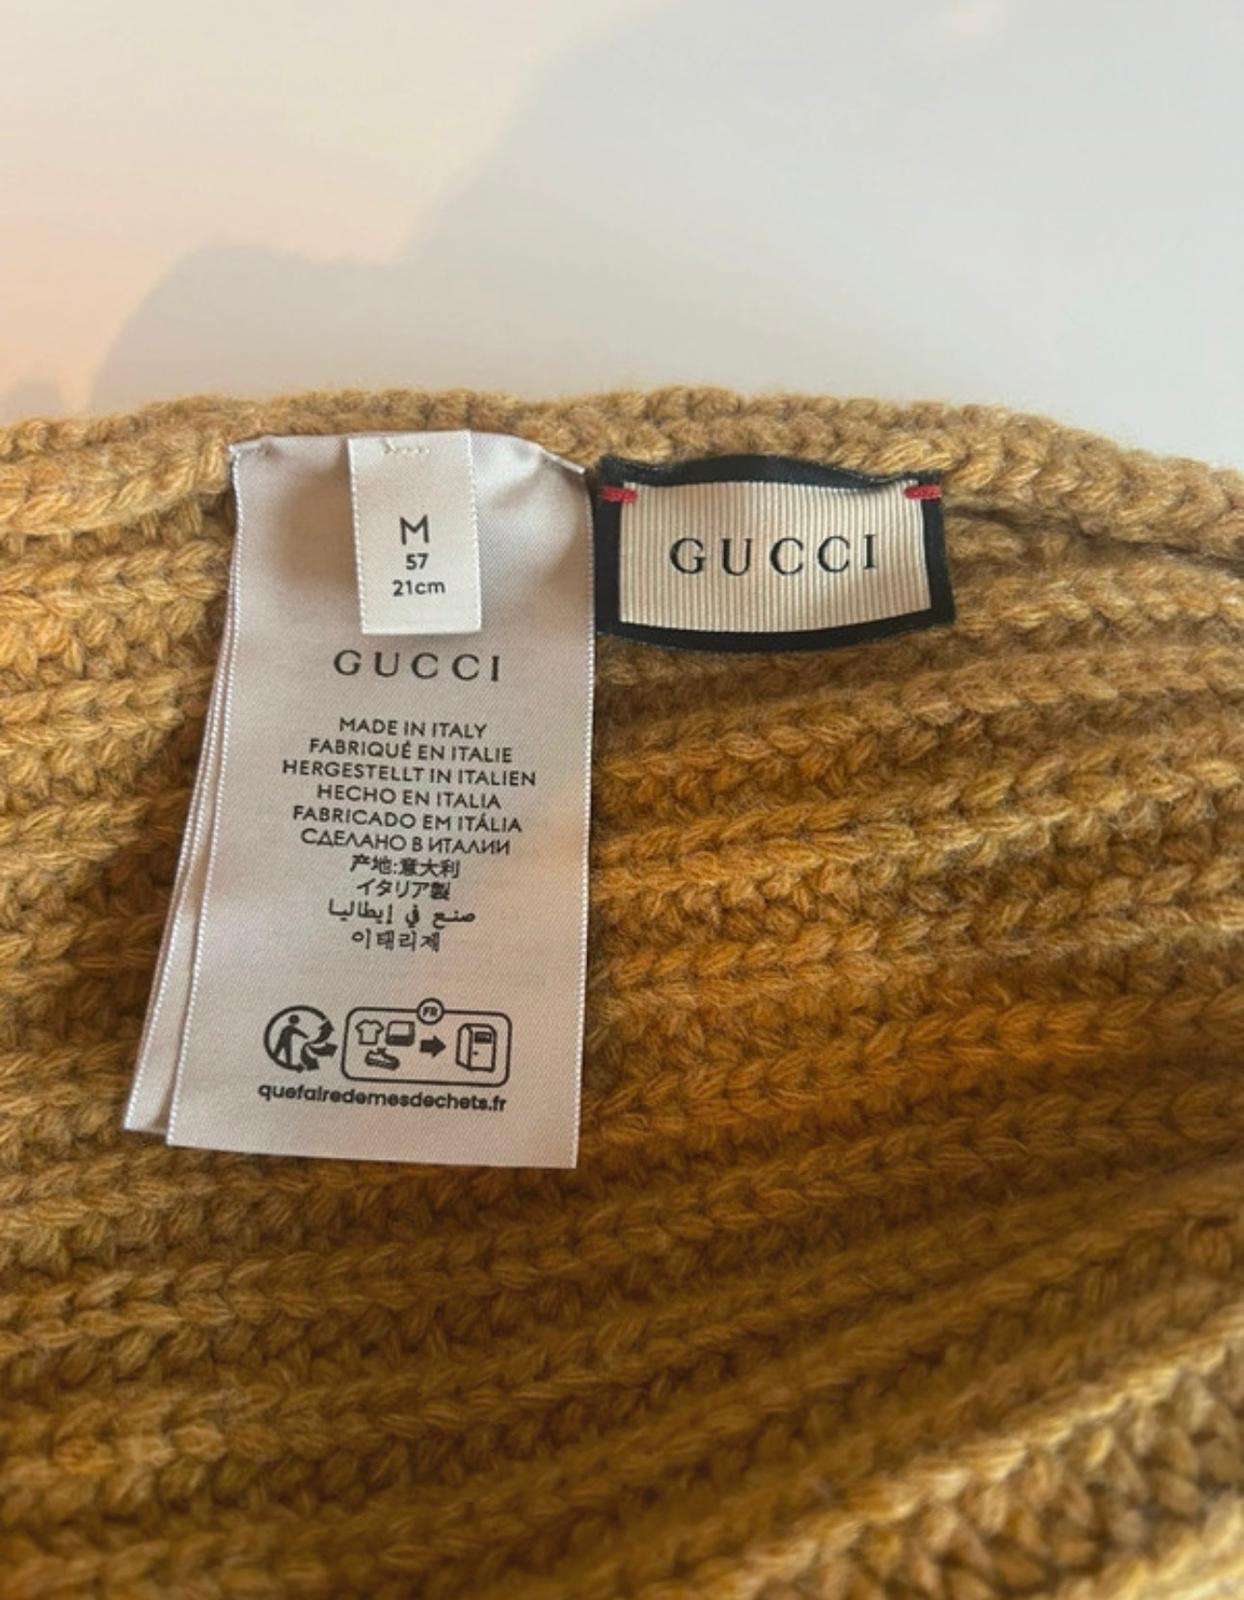 M
57
21cm
GUCCI
MADE IN ITALY
FABRIQUÉ EN ITALIE
HERGESTELLT IN ITALIEN
HECHO EN ITALIA
FABRICADO EM ITÁLIA
СДЕЛАНО В ИТАЛИИ
产地:意大利
イタリア製
صنع في إيطاليا
이태리제
FR
quefairedemesdechets.fr
GUCCI